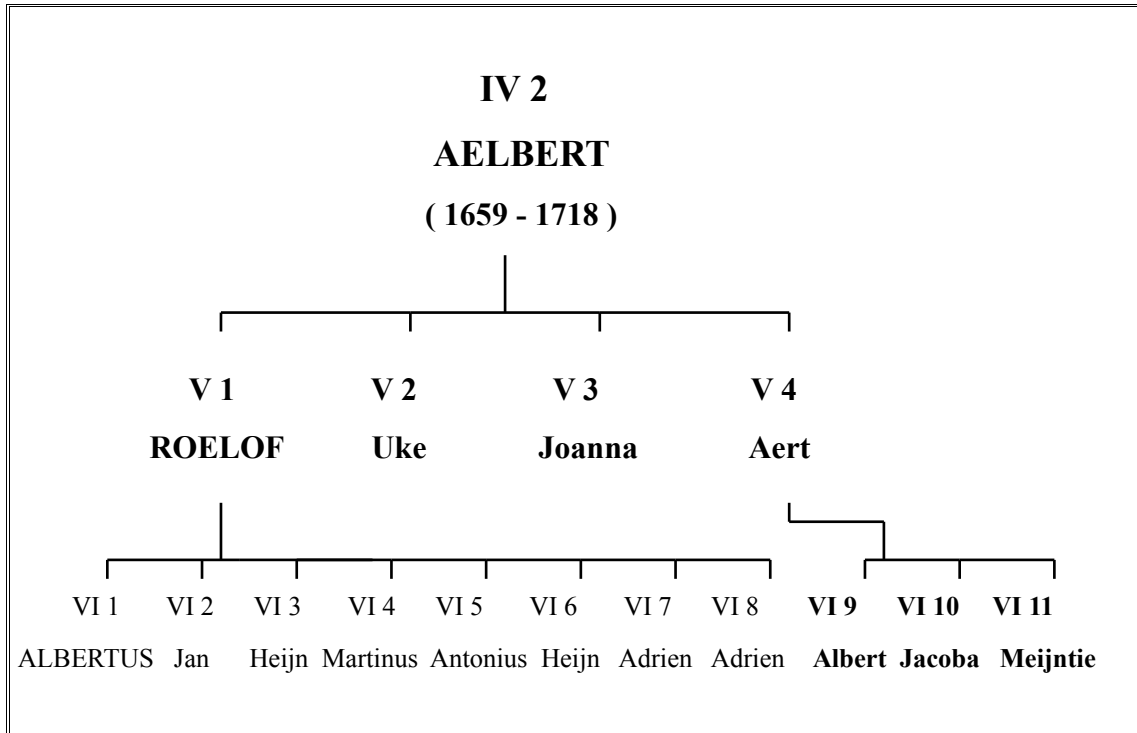 IV 2
AELBERT
( 1659 - 1718 )
V 1 V 2 V 3 V 4
ROELOF Uke Joanna Aert
VI 1 VI 2 VI 3 VI 4 VI 5 VI 6 VI 7 VI 8 VI 9 VI 10 VI 11
ALBERTUS Jan Heijn Martinus Antonius Heijn Adrien Adrien Albert Jacoba Meijntie